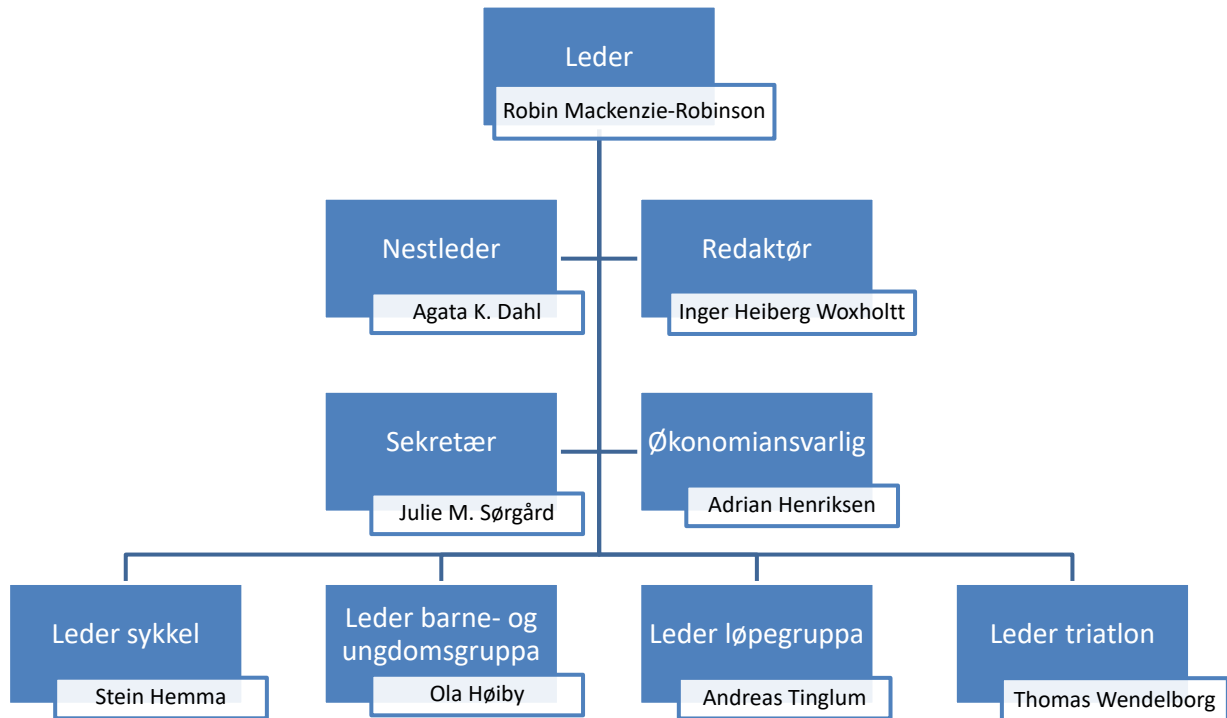 Leder
Robin Mackenzie-Robinson
Nestleder
Agata K. Dahl
Redaktør
Inger Heiberg Woxholtt
Sekretær
Julie M. Sørgård
Økonomiansvarlig
Adrian Henriksen
Leder sykkel
Stein Hemma
Leder barne- og
ungdomsgruppa
Ola Høiby
Leder løpegruppa
Andreas Tinglum
Leder triatlon
Thomas Wendelborg